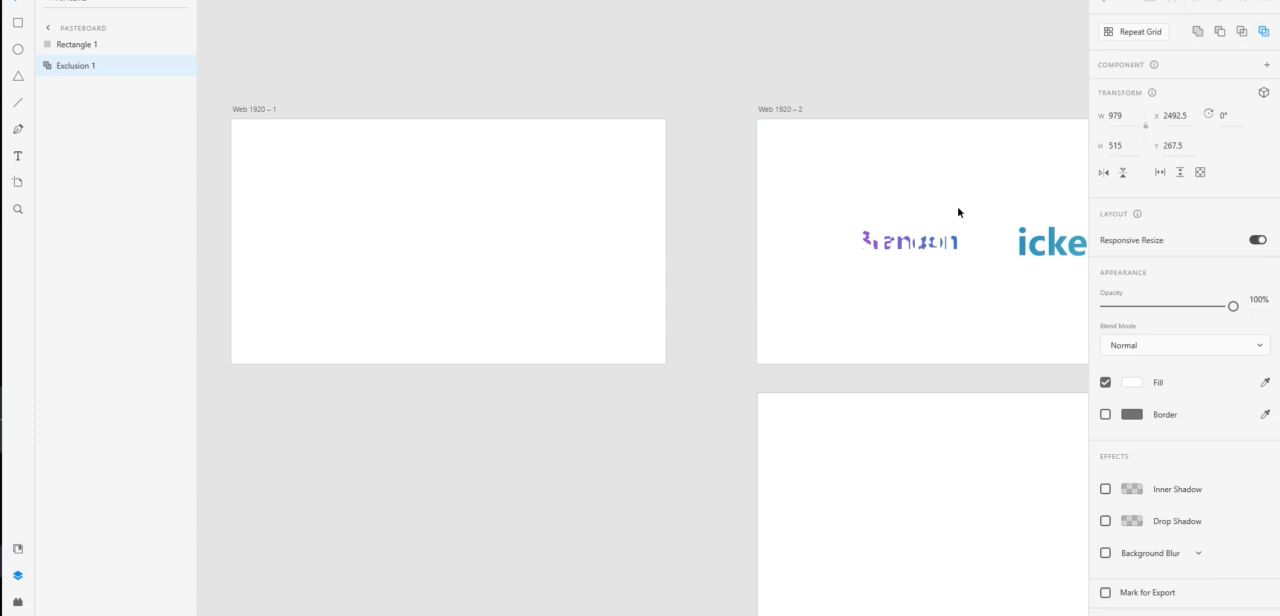 PASTEBOARD
Rectangle 1
Exclusion 1
Web 1920 – 1
Web 1920 – 2
Brandon
icke
Repeat Grid
COMPONENT
TRANSFORM
W 979 X 2492.5 0°
H 515 Y 267.5
LAYOUT
Responsive Resize
APPEARANCE
Opacity
100%
Blend Mode
Normal
Fill
Border
EFFECTS
Inner Shadow
Drop Shadow
Background Blur
Mark for Export